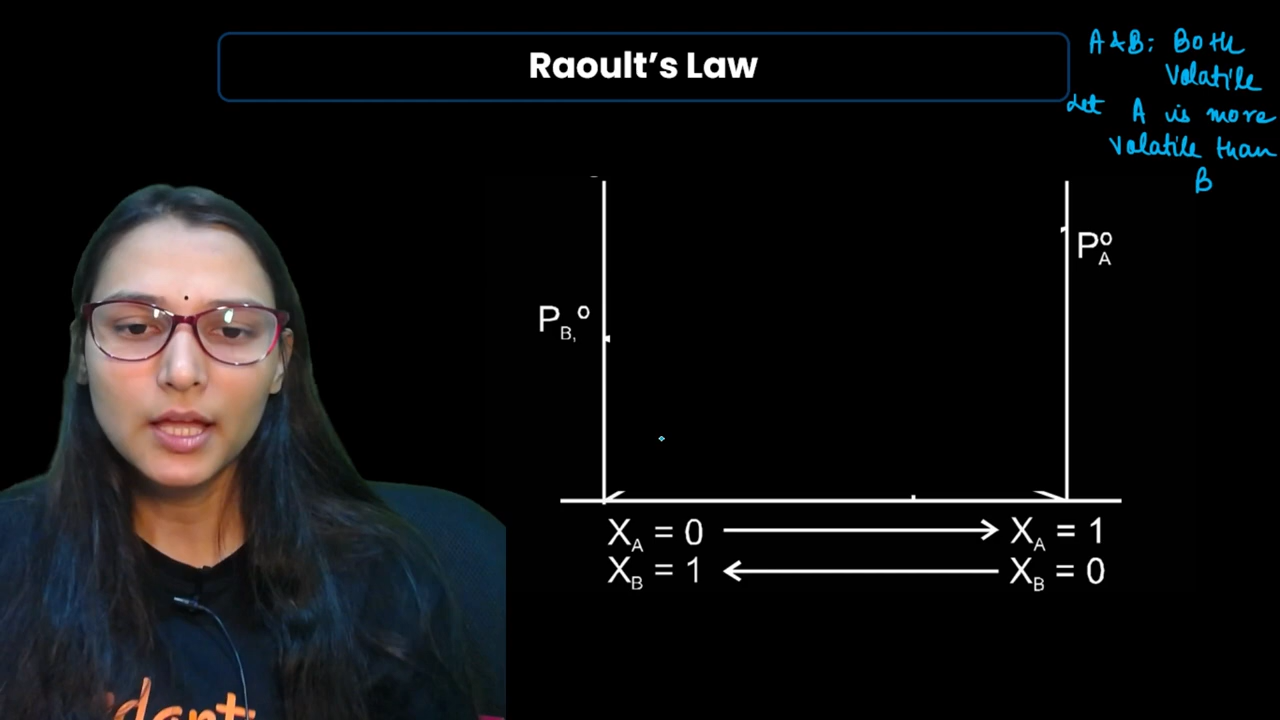 Raoult’s Law
A & B: Both
Volatile
Let A is more
Volatile than
B
P°A
PB,°
XA = 0 XA = 1
XB = 1 XB = 0